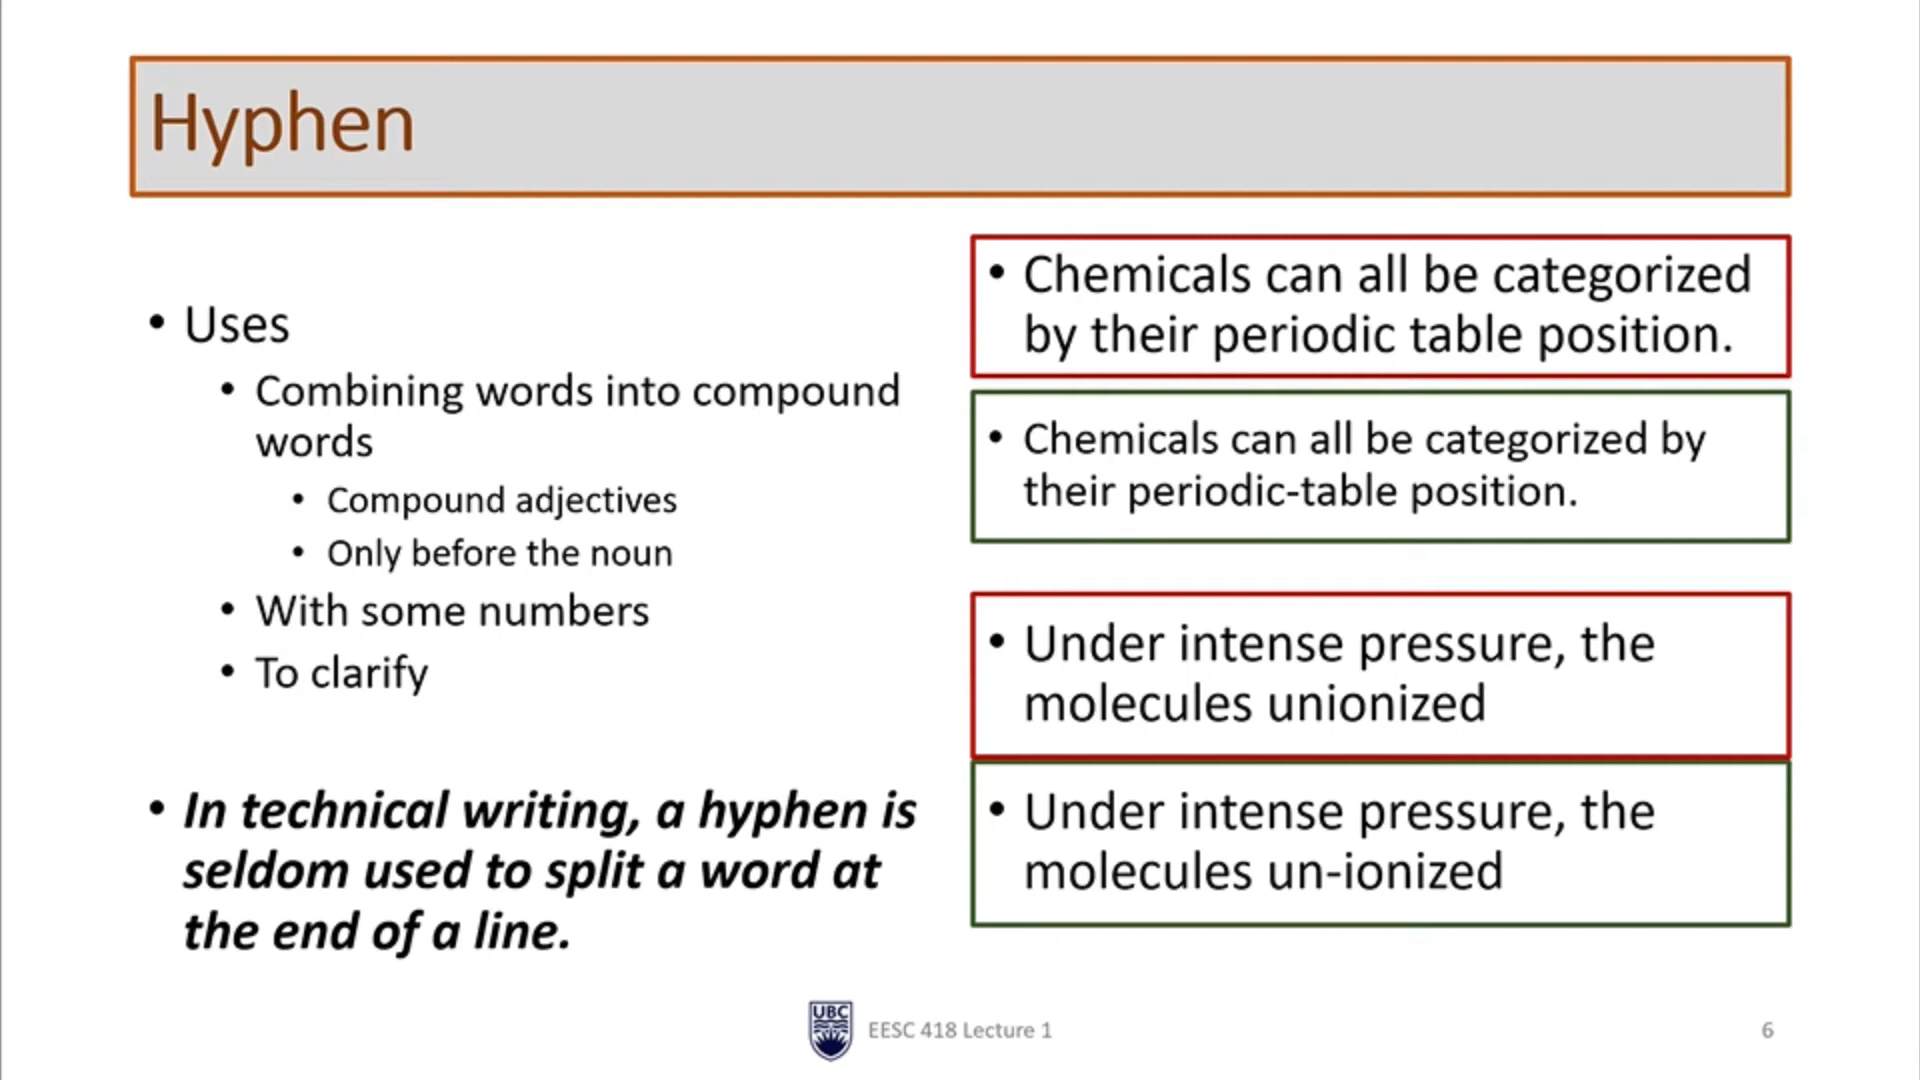 Hyphen
• Uses
• Combining words into compound
words
• Compound adjectives
• Only before the noun
• With some numbers
• To clarify
• In technical writing, a hyphen is
seldom used to split a word at
the end of a line.
• Chemicals can all be categorized
by their periodic table position.
• Chemicals can all be categorized by
their periodic-table position.
• Under intense pressure, the
molecules unionized
• Under intense pressure, the
molecules un-ionized
UBC
EESC 418 Lecture 1
6